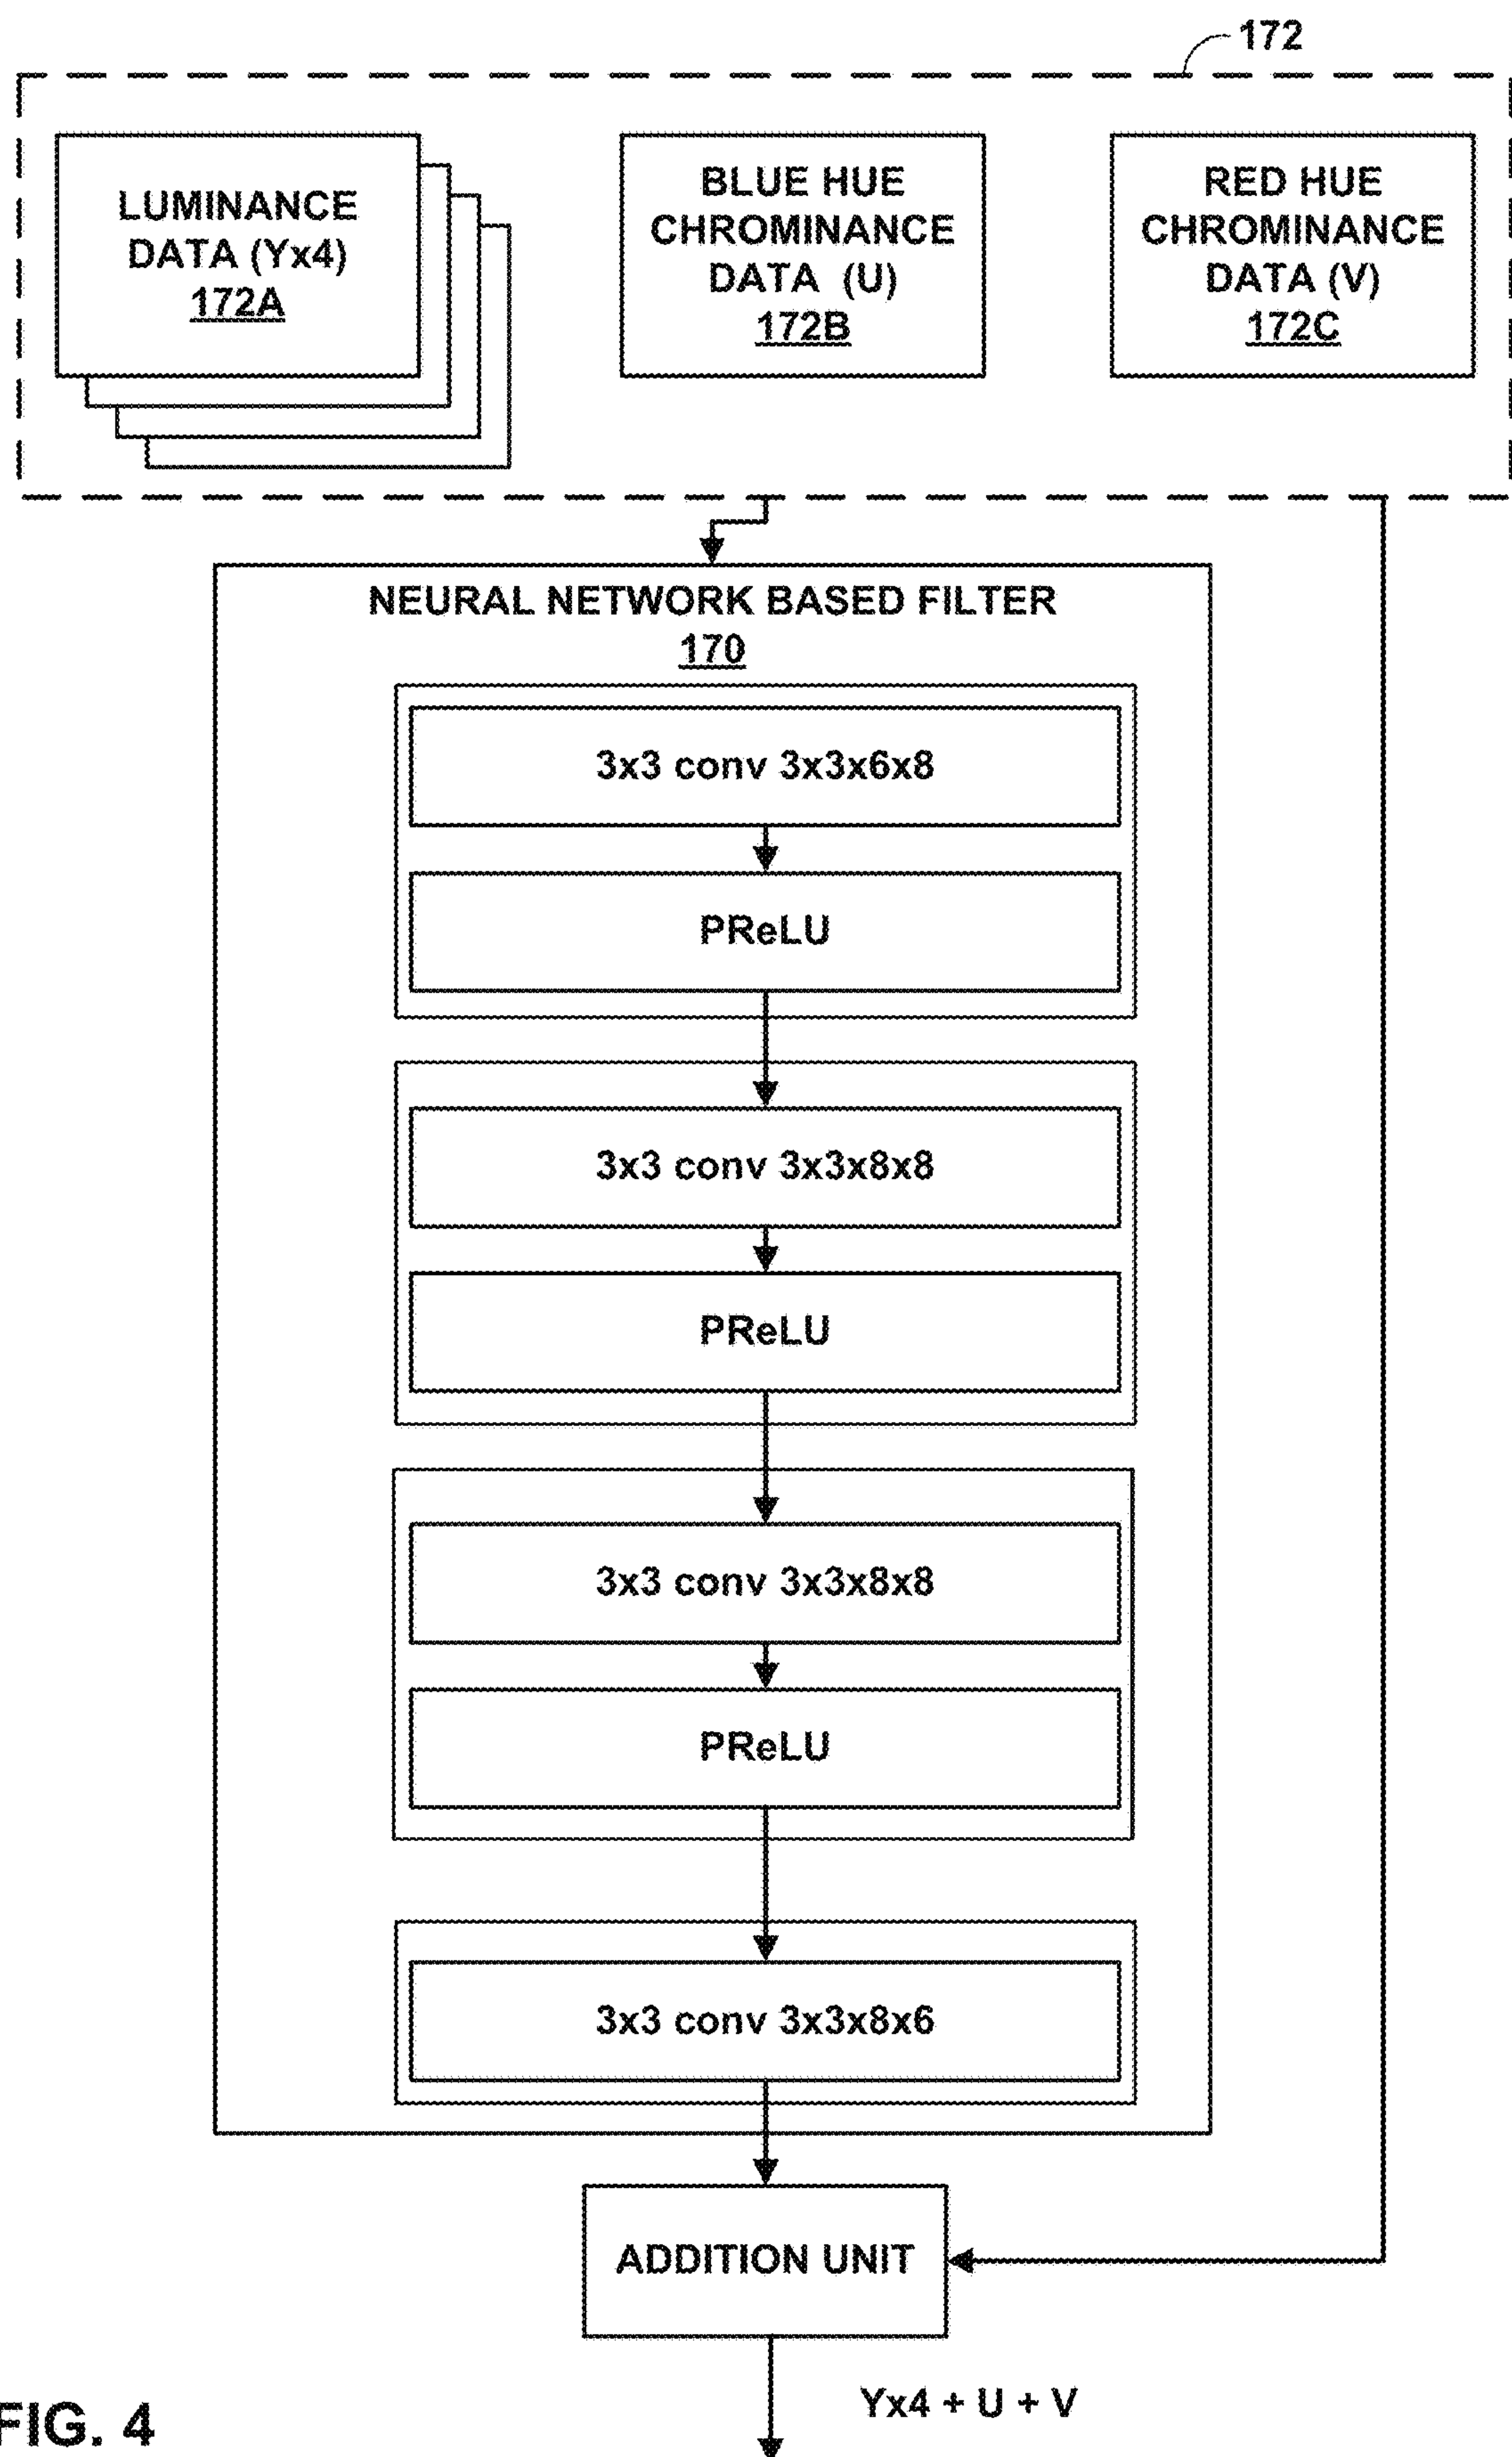 172
LUMINANCE
DATA (Yx4)
172A
BLUE HUE
CHROMINANCE
DATA (U)
172B
RED HUE
CHROMINANCE
DATA (V)
172C
NEURAL NETWORK BASED FILTER
170
3x3 conv 3x3x6x8
PReLU
3x3 conv 3x3x8x8
PReLU
3x3 conv 3x3x8x8
PReLU
3x3 conv 3x3x8x6
ADDITION UNIT
Yx4 + U + V
FIG. 4